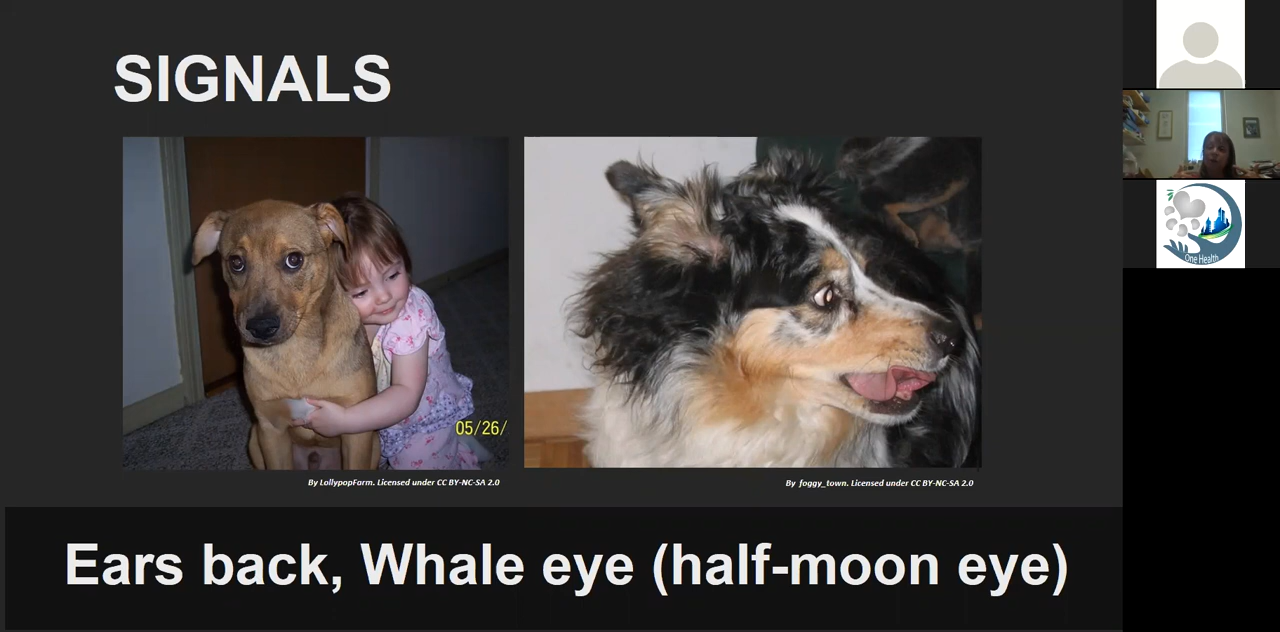 SIGNALS
05/26/
By LollypopFarm. Licensed under CC BY-NC-SA 2.0
By foggy_town. Licensed under CC BY-NC-SA 2.0
Ears back, Whale eye (half-moon eye)
One Health